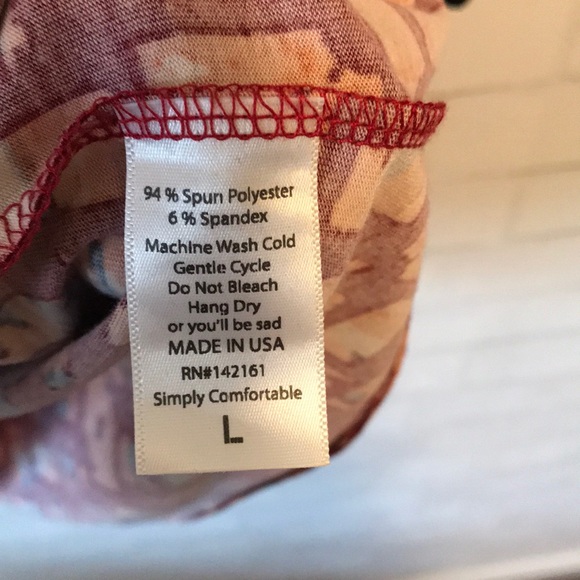 94 % Spun Polyester
6 % Spandex
Machine Wash Cold
Gentle Cycle
Do Not Bleach
Hang Dry
or you'll be sad
MADE IN USA
RN#142161
Simply Comfortable
L